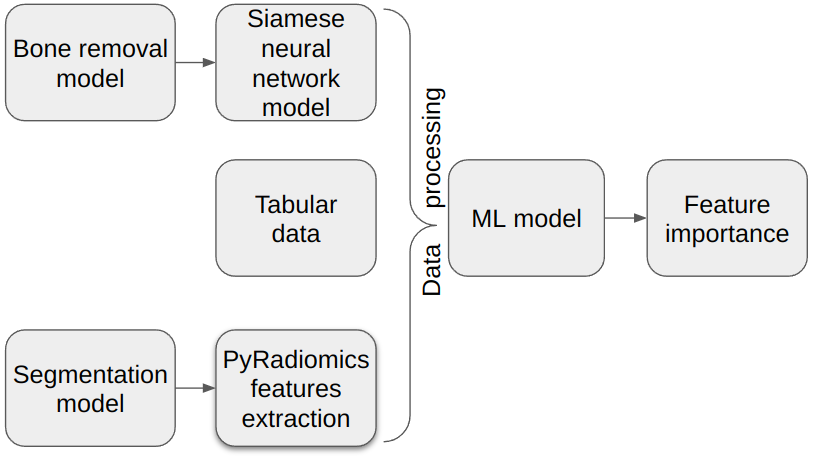 Bone removal
model
Siamese
neural
network
model
Tabular
data
Segmentation
model
PyRadiomics
features
extraction
Data processing
ML model
Feature
importance